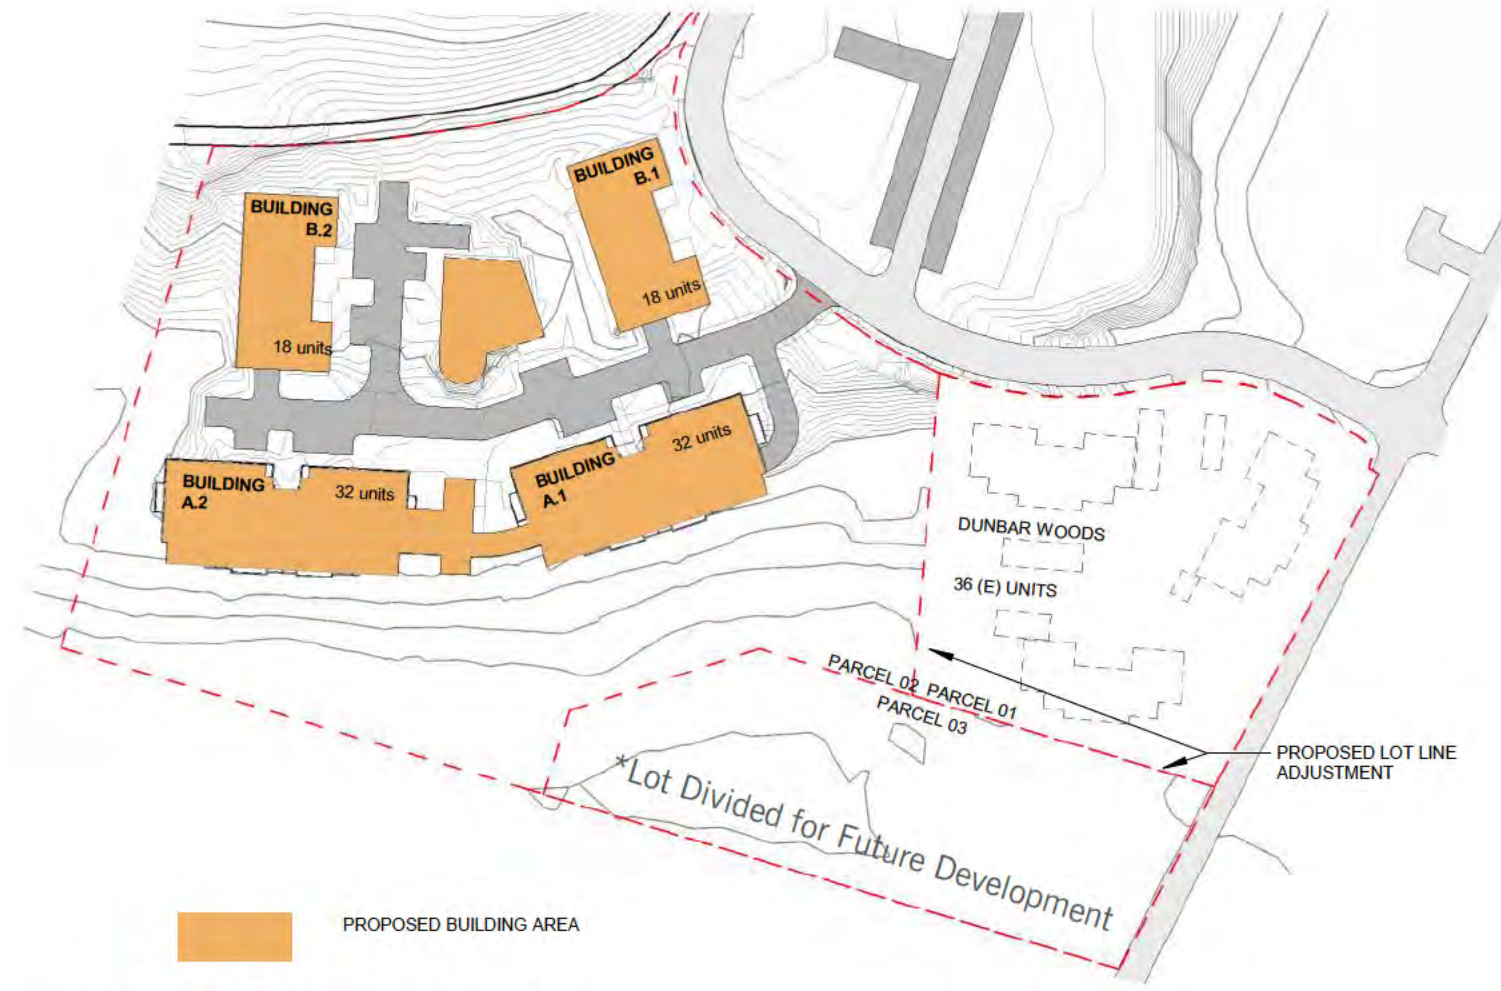 BUILDING
B.1
18 units
BUILDING
B.2
18 units
BUILDING
A.1
32 units
BUILDING
A.2
32 units
DUNBAR WOODS
36 (E) UNITS
PARCEL 02
PARCEL 01
PARCEL 03
PROPOSED LOT LINE
ADJUSTMENT
*Lot Divided for Future Development
PROPOSED BUILDING AREA